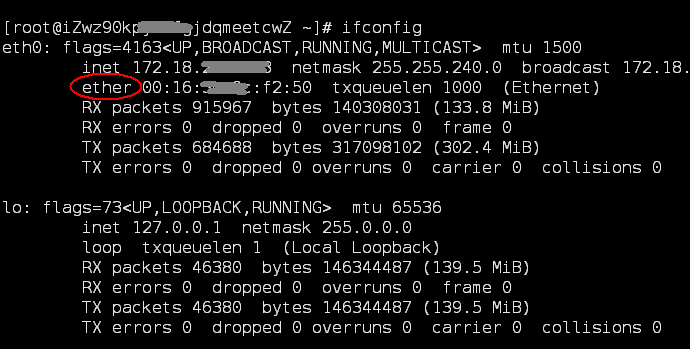 [root@iZwz90k jdqmeetcwZ ~]# ifconfig
eth0: flags=4163<UP,BROADCAST,RUNNING,MULTICAST>  mtu 1500
inet 172.18. 8  netmask 255.255.240.0  broadcast 172.18.
ether 00:16: :f2:50  txqueuelen 1000  (Ethernet)
RX packets 915967  bytes 140308031 (133.8 MiB)
RX errors 0  dropped 0  overruns 0  frame 0
TX packets 684688  bytes 317098102 (302.4 MiB)
TX errors 0  dropped 0 overruns 0  carrier 0  collisions 0
lo: flags=73<UP,LOOPBACK,RUNNING>  mtu 65536
inet 127.0.0.1  netmask 255.0.0.0
loop  txqueuelen 1  (Local Loopback)
RX packets 46380  bytes 146344487 (139.5 MiB)
RX errors 0  dropped 0  overruns 0  frame 0
TX packets 46380  bytes 146344487 (139.5 MiB)
TX errors 0  dropped 0 overruns 0  carrier 0  collisions 0